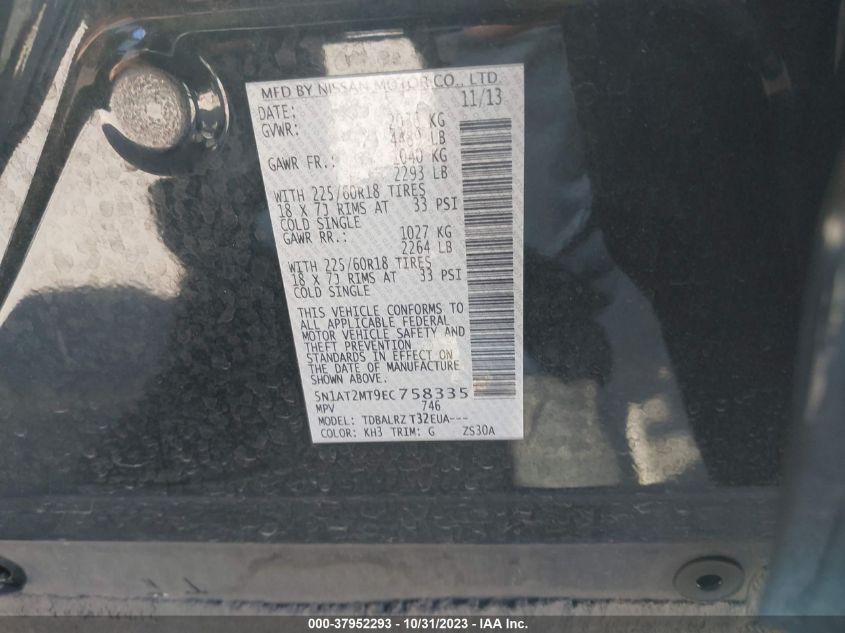 MFD BY NISSAN MOTOR CO., LTD.
DATE: 11/13
GVWR: KG
LB
GAWR FR.: 1040 KG
2293 LB
WITH 225/60R18 TIRES
18 X 7J RIMS AT 33 PSI
COLD SINGLE
GAWR RR.: 1027 KG
2264 LB
WITH 225/60R18 TIRES
18 X 7J RIMS AT 33 PSI
COLD SINGLE
THIS VEHICLE CONFORMS TO
ALL APPLICABLE FEDERAL
MOTOR VEHICLE SAFETY AND
THEFT PREVENTION
STANDARDS IN EFFECT ON
THE DATE OF MANUFACTURE
SHOWN ABOVE
5N1AT2MT9EC758335
MPV 746
MODEL: TDBALRZ T32EUA---
COLOR: KH3 TRIM: G ZS30A
000-37952293 - 10/31/2023 - IAA Inc.